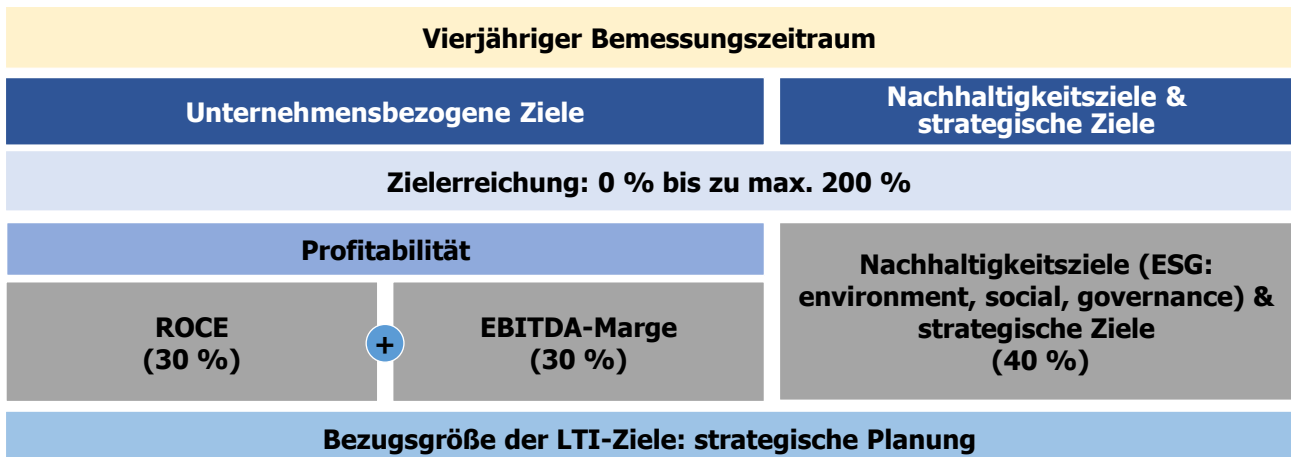 Vierjähriger Bemessungszeitraum
Unternehmensbezogene Ziele
Nachhaltigkeitsziele &
strategische Ziele
Zielerreichung: 0 % bis zu max. 200 %
Profitabilität
ROCE
(30 %)
+
EBITDA-Marge
(30 %)
Nachhaltigkeitsziele (ESG:
environment, social, governance) &
strategische Ziele
(40 %)
Bezugsgröße der LTI-Ziele: strategische Planung